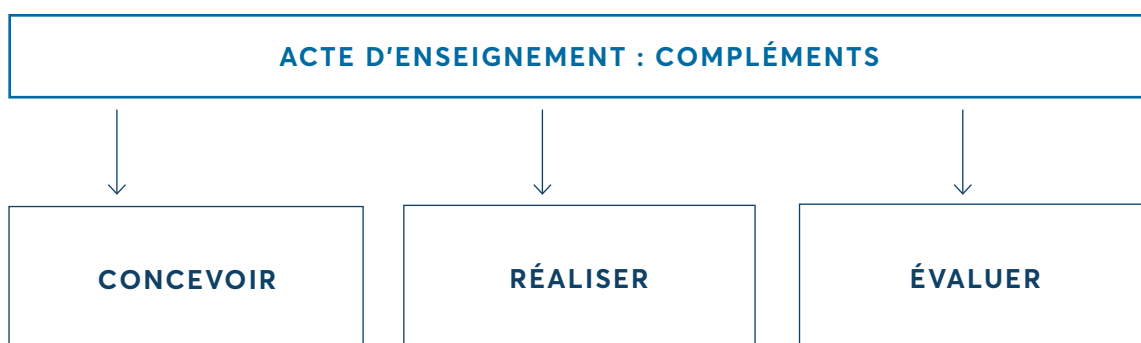 ACTE D'ENSEIGNEMENT : COMPLÉMENTS
CONCEVOIR
RÉALISER
ÉVALUER